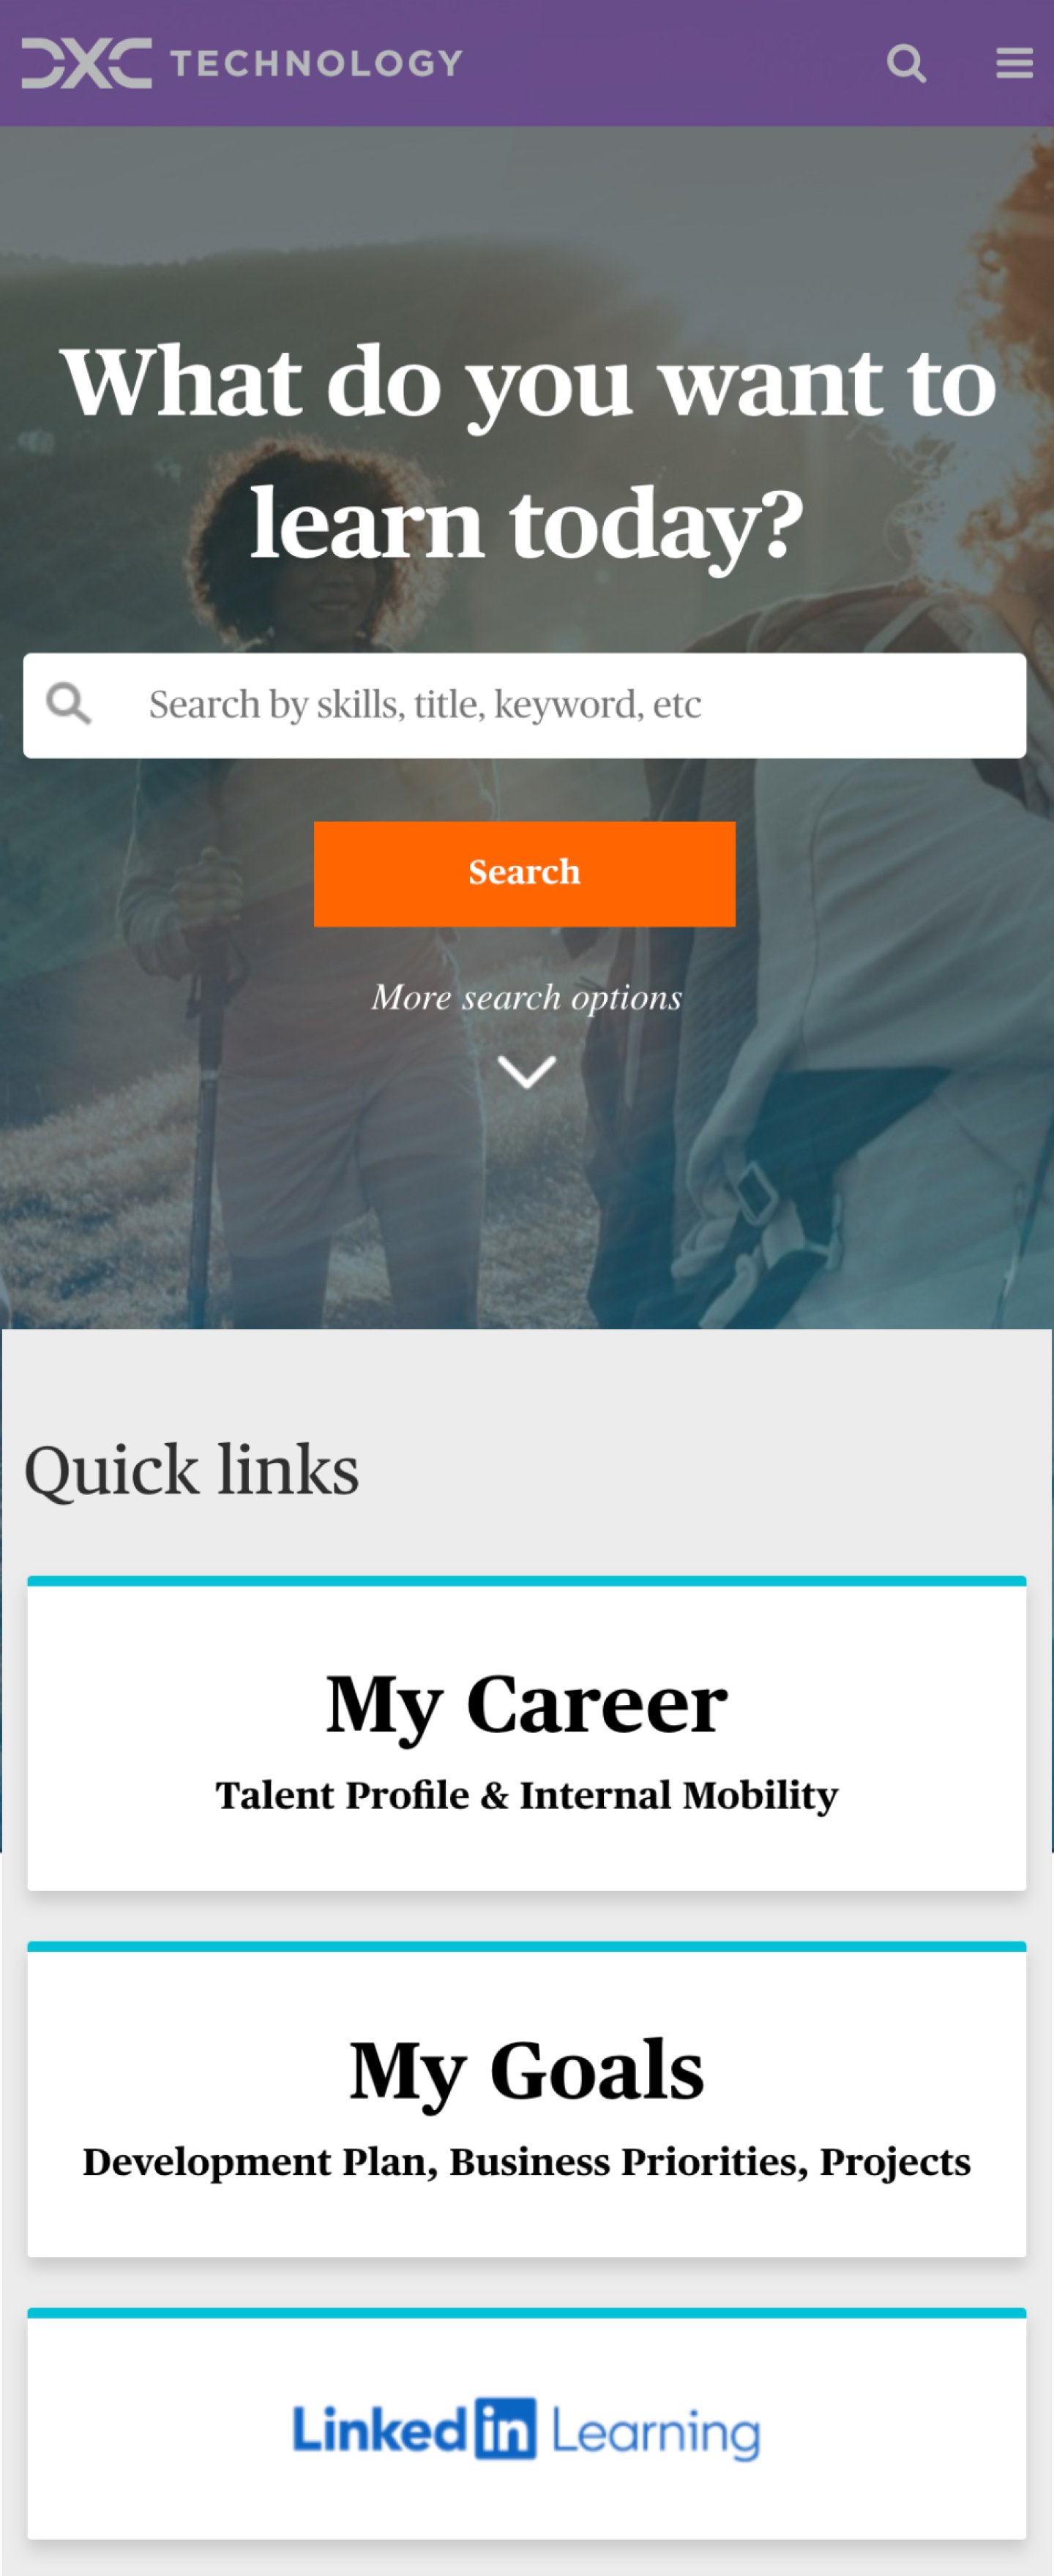 DXC TECHNOLOGY
What do you want to
learn today?
Search by skills, title, keyword, etc
Search
More search options
Quick links
My Career
Talent Profile & Internal Mobility
My Goals
Development Plan, Business Priorities, Projects
Linked in Learning